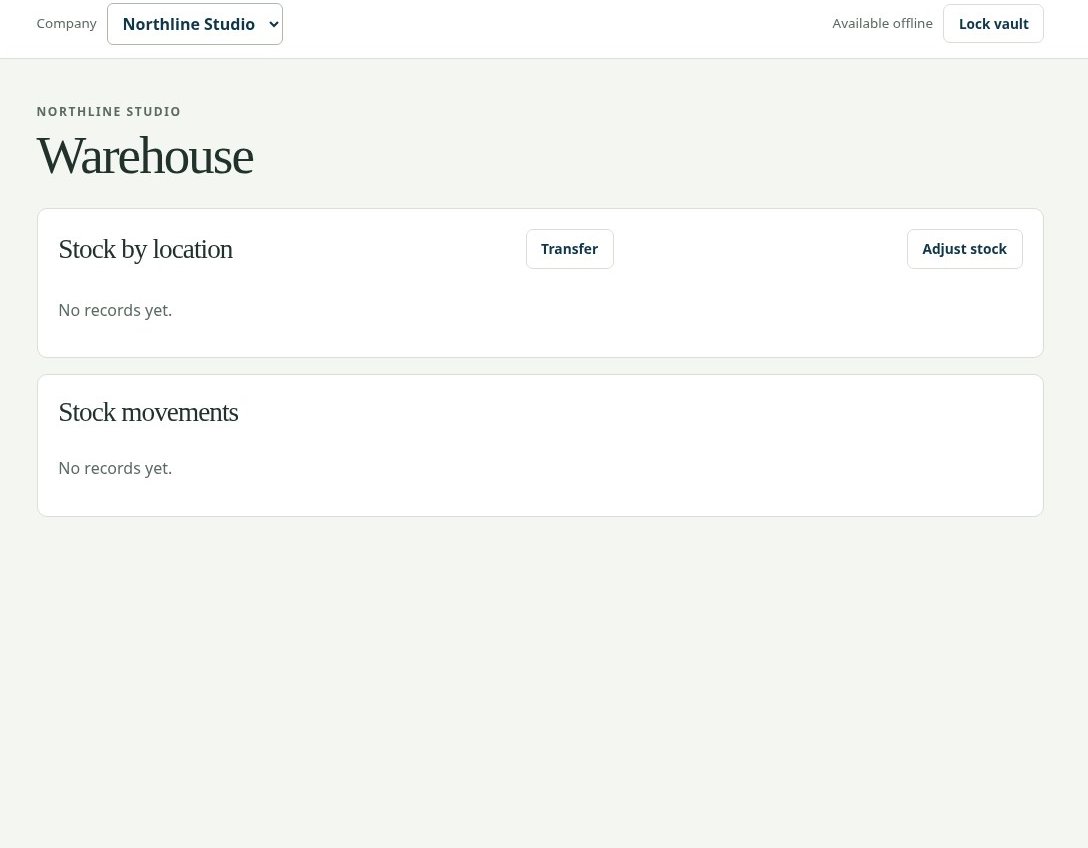 Company Northline Studio Available offline Lock vault
NORTHLINE STUDIO
Warehouse
Stock by location Transfer Adjust stock
No records yet.
Stock movements
No records yet.